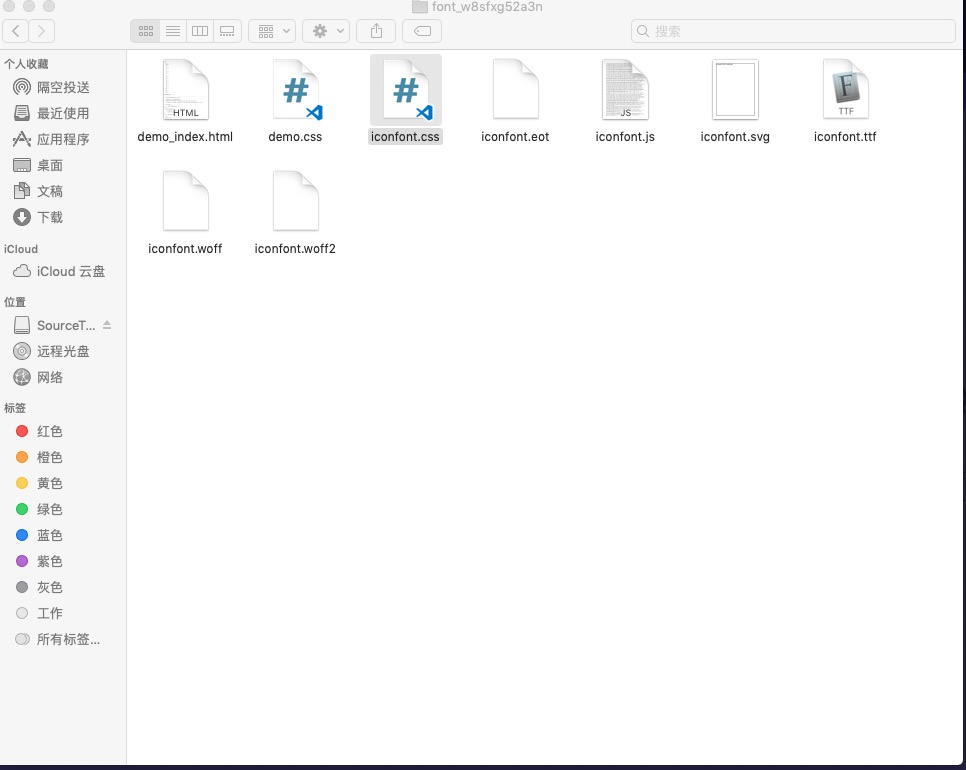 font_w8sfxg52a3n
搜索
个人收藏
隔空投送
最近使用
应用程序
桌面
文稿
下载
iCloud
iCloud 云盘
位置
SourceT...
远程光盘
网络
标签
红色
橙色
黄色
绿色
蓝色
紫色
灰色
工作
所有标签...
HTML
JS
TTF
demo_index.html
demo.css
iconfont.css
iconfont.eot
iconfont.js
iconfont.svg
iconfont.ttf
iconfont.woff
iconfont.woff2